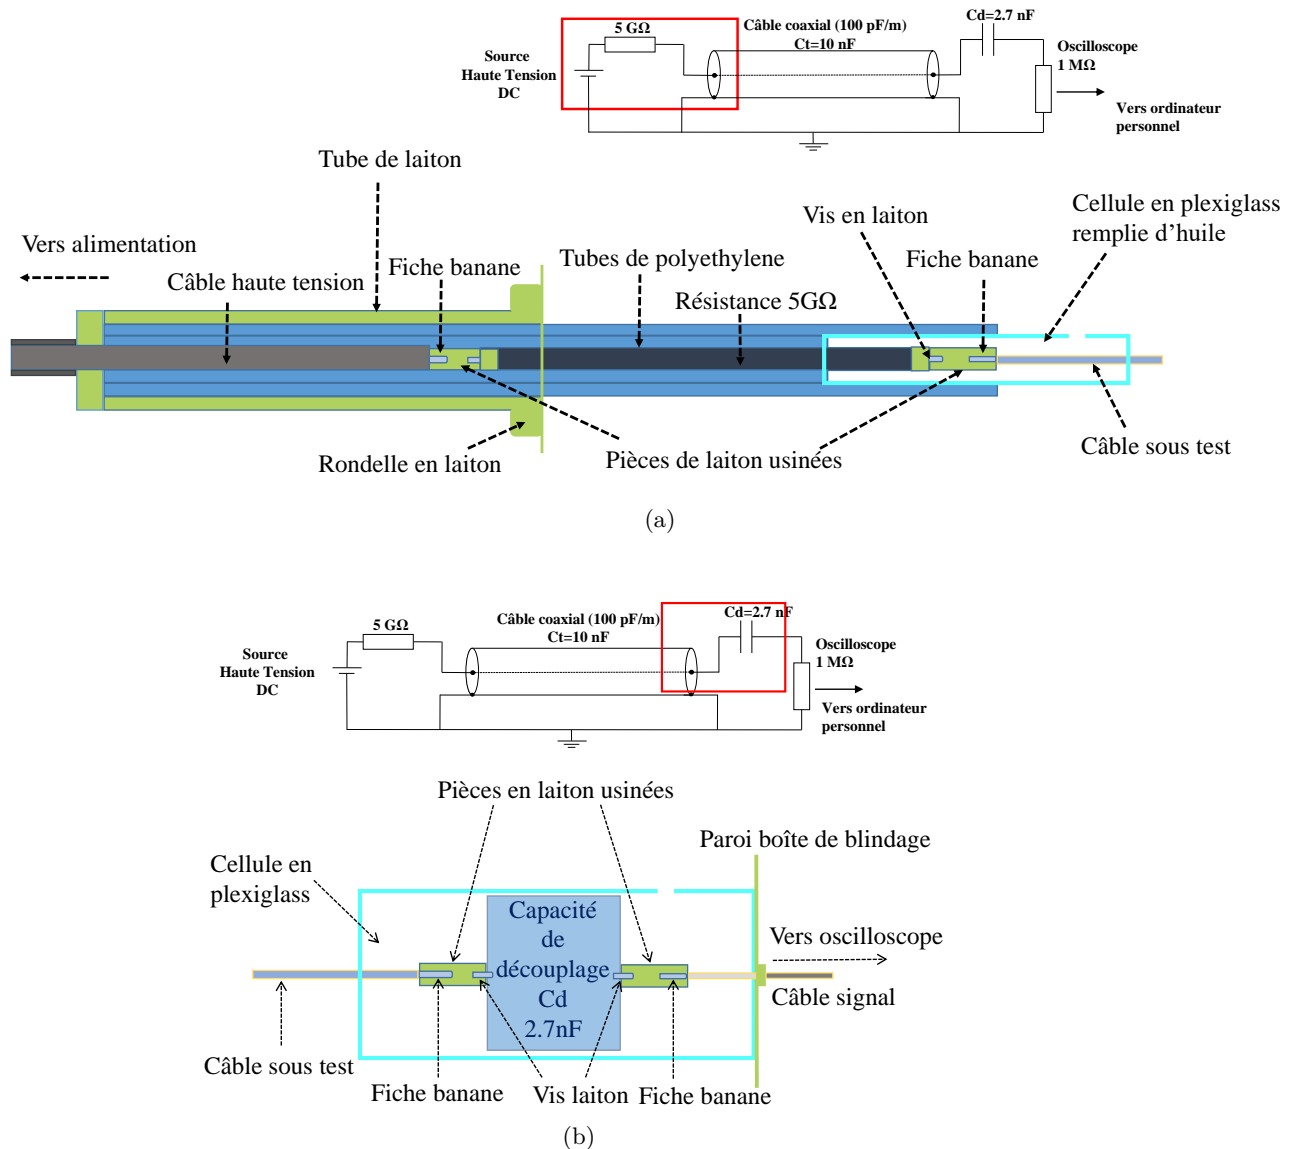 Câble coaxial (100 pF/m)
Ct=10 nF
Cd=2.7 nF
5 GΩ
Source
Haute Tension
DC
Oscilloscope
1 MΩ
Vers ordinateur
personnel
Tube de laiton
Vers alimentation
Câble haute tension
Fiche banane
Tubes de polyethylene
Résistance 5GΩ
Vis en laiton
Fiche banane
Cellule en plexiglass
remplie d’huile
Rondelle en laiton
Pièces de laiton usinées
Câble sous test
(a)
5 GΩ
Câble coaxial (100 pF/m)
Ct=10 nF
Cd=2.7 nF
Source
Haute Tension
DC
Oscilloscope
1 MΩ
Vers ordinateur
personnel
Pièces en laiton usinées
Paroi boîte de blindage
Cellule en
plexiglass
Capacité
de
découplage
Cd
2.7nF
Vers oscilloscope
Câble signal
Câble sous test
Fiche banane
Vis laiton
Fiche banane
(b)